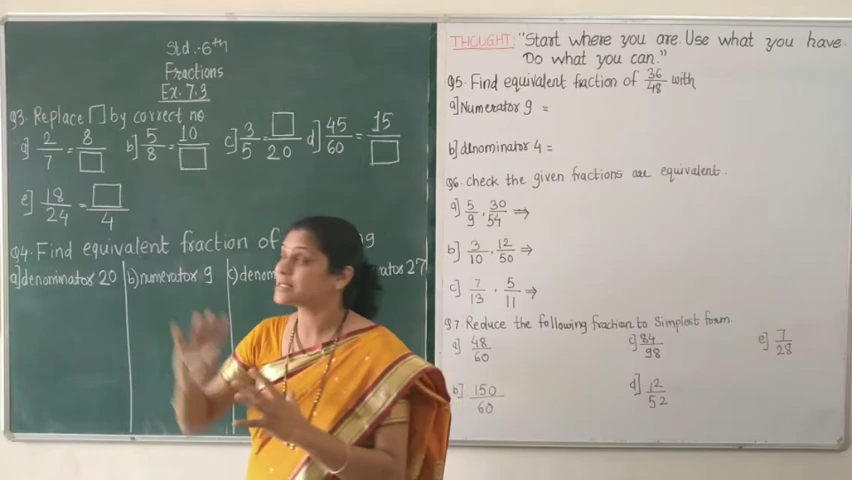 Std.-6th
Fractions
Ex. 7.3
Q3. Replace □ by correct no
a] 2/7 = 8/□ b] 5/8 = 10/□ c] 3/5 = □/20 d] 45/60 = 15/□
e] 18/24 = □/4
Q4. Find equivalent fraction of
a] denominator 20 b] numerator 9 c] denom 27
THOUGHT: "Start where you are. Use what you have.
Do what you can."
Q5. Find equivalent fraction of 36/48 with
a] Numerator 9 =
b] denominator 4 =
Q6. check the given fractions are equivalent.
a] 5/9, 30/54 ⇒
b] 3/10, 12/50 ⇒
c] 7/13, 5/11 ⇒
Q7 Reduce the following fraction to simplest form.
a] 48/60 c] 84/98 e] 7/28
b] 150/60 d] 12/52